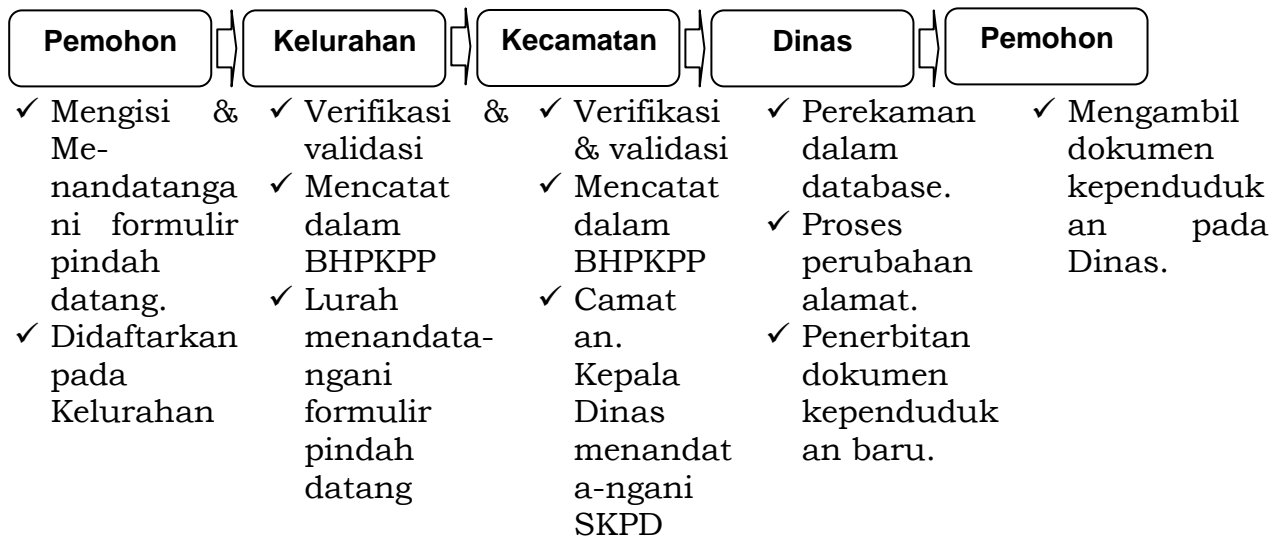 Pemohon
Kelurahan
Kecamatan
Dinas
Pemohon
✓ Mengisi &
Me-
nandatanga
ni formulir
pindah
datang.
✓ Didaftarkan
pada
Kelurahan
✓ Verifikasi &
validasi
✓ Mencatat
dalam
BHPKPP
✓ Lurah
menandata-
ngani
formulir
pindah
datang
✓ Verifikasi
& validasi
✓ Mencatat
dalam
BHPKPP
✓ Camat
an.
Kepala
Dinas
menandat
a-ngani
SKPD
✓ Perekaman
dalam
database.
✓ Proses
perubahan
alamat.
✓ Penerbitan
dokumen
kependuduk
an baru.
✓ Mengambil
dokumen
kependuduk
an pada
Dinas.